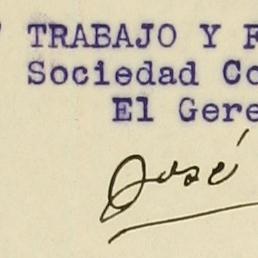 TRABAJO Y F
Sociedad Co
El Gere
José